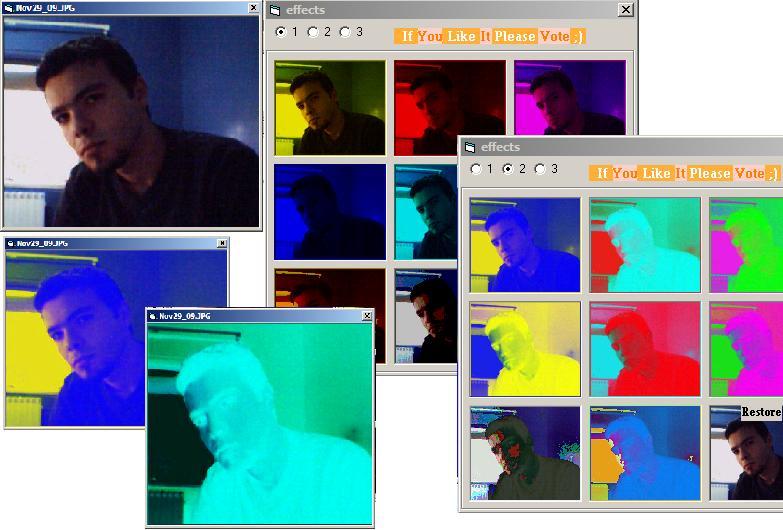 Nov29_09.JPG
effects
1 2 3
If You Like It Please Vote ;)
effects
1 2 3
If You Like It Please Vote ;)
Nov29_09.JPG
Nov29_09.JPG
Restore